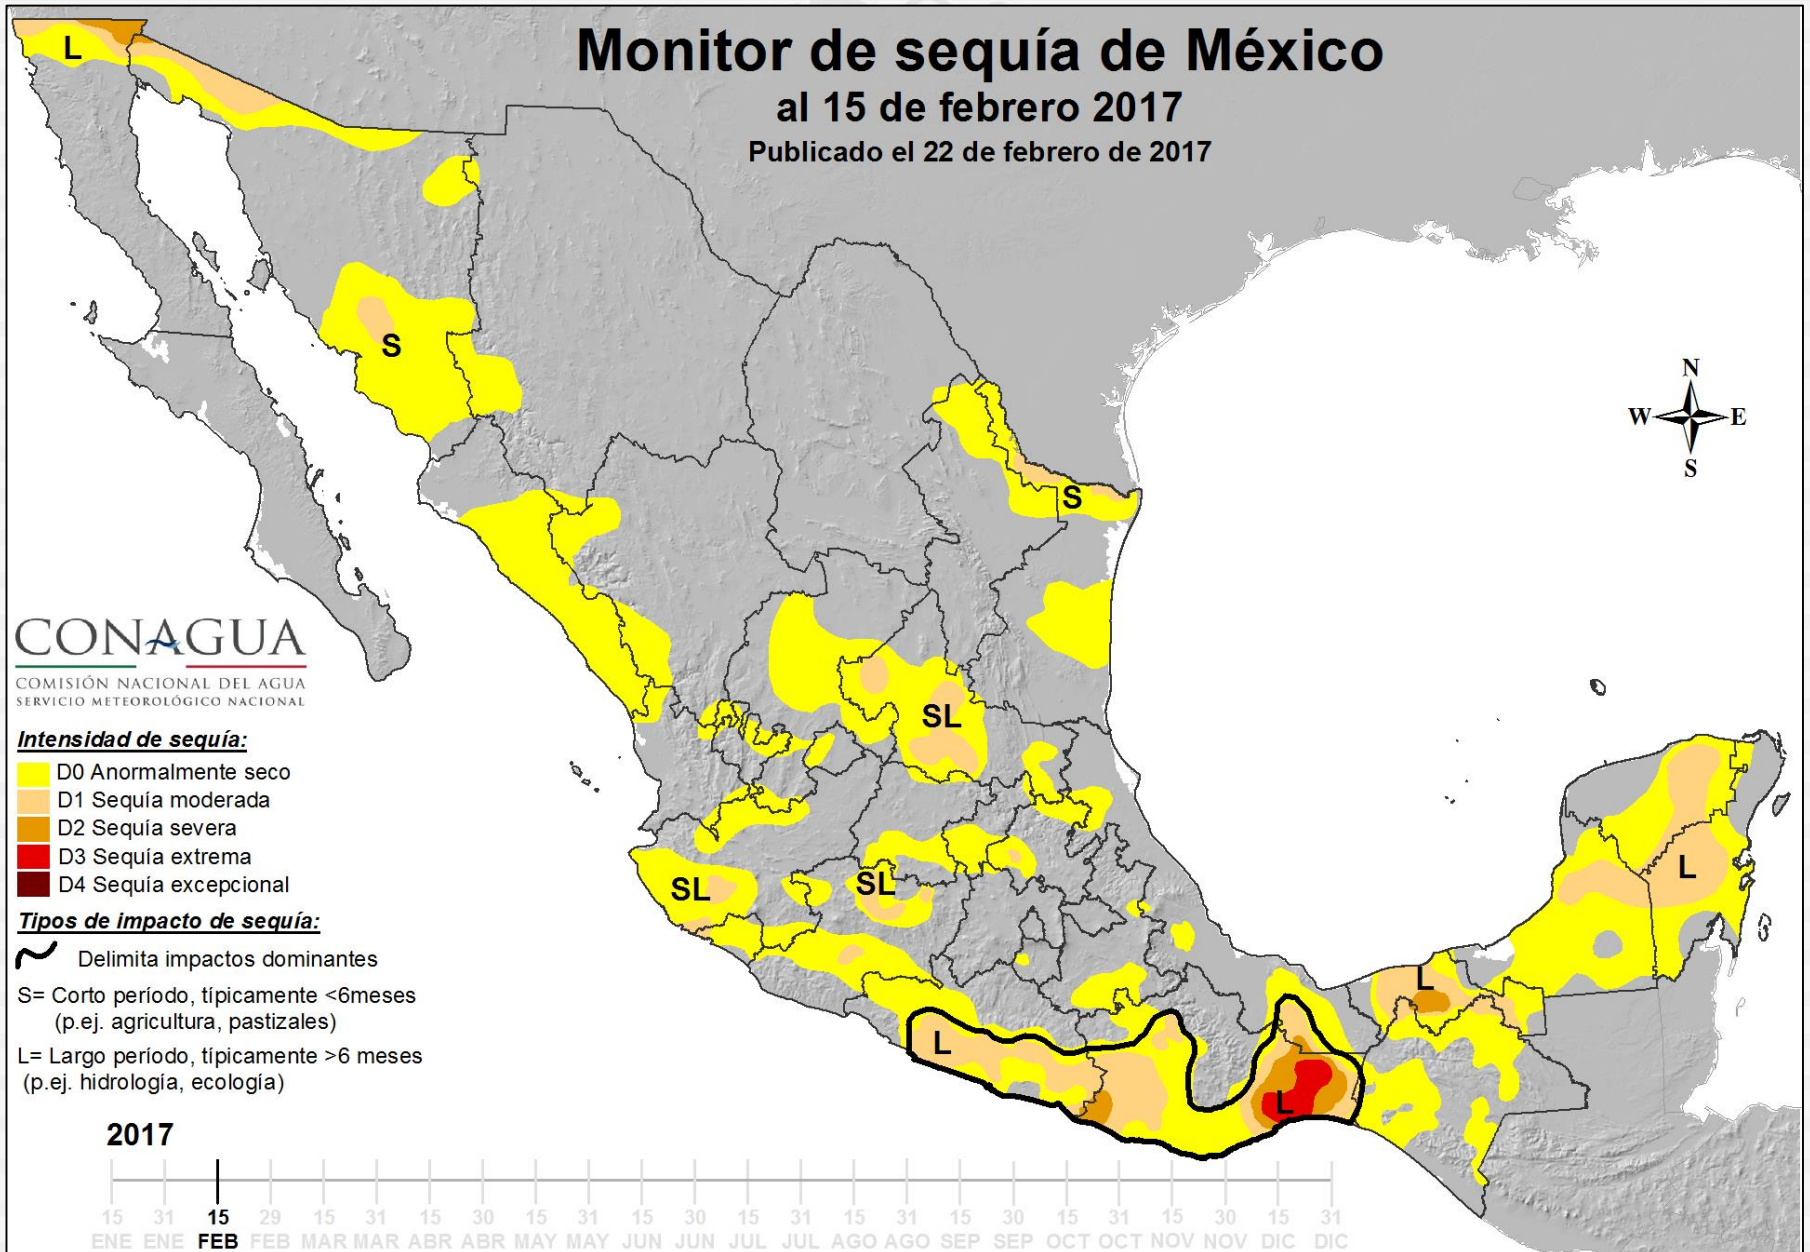 Monitor de sequía de México
al 15 de febrero 2017
Publicado el 22 de febrero de 2017
L
S
S
N
W E
S
SL
SL
SL
L
L
L
L
CONAGUA
COMISIÓN NACIONAL DEL AGUA
SERVICIO METEOROLÓGICO NACIONAL
Intensidad de sequía:
D0 Anormalmente seco
D1 Sequía moderada
D2 Sequía severa
D3 Sequía extrema
D4 Sequía excepcional
Tipos de impacto de sequía:
Delimita impactos dominantes
S= Corto período, típicamente <6meses
(p.ej. agricultura, pastizales)
L= Largo período, típicamente >6 meses
(p.ej. hidrología, ecología)
2017
15 31 15 29 15 31 15 30 15 31 15 30 15 31 15 31 15 30 15 31 15 30 15 31
ENE ENE FEB FEB MAR MAR ABR ABR MAY MAY JUN JUN JUL JUL AGO AGO SEP SEP OCT OCT NOV NOV DIC DIC